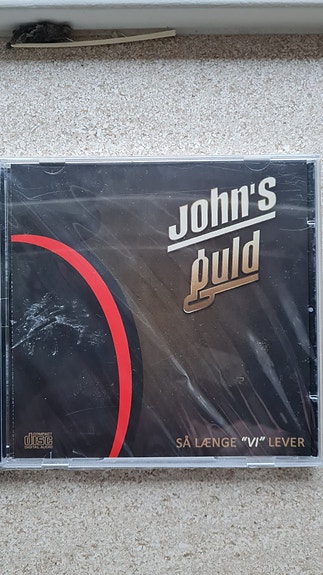 John's
guld
COMPACT
disc
DIGITAL AUDIO
SÅ LÆNGE "VI" LEVER